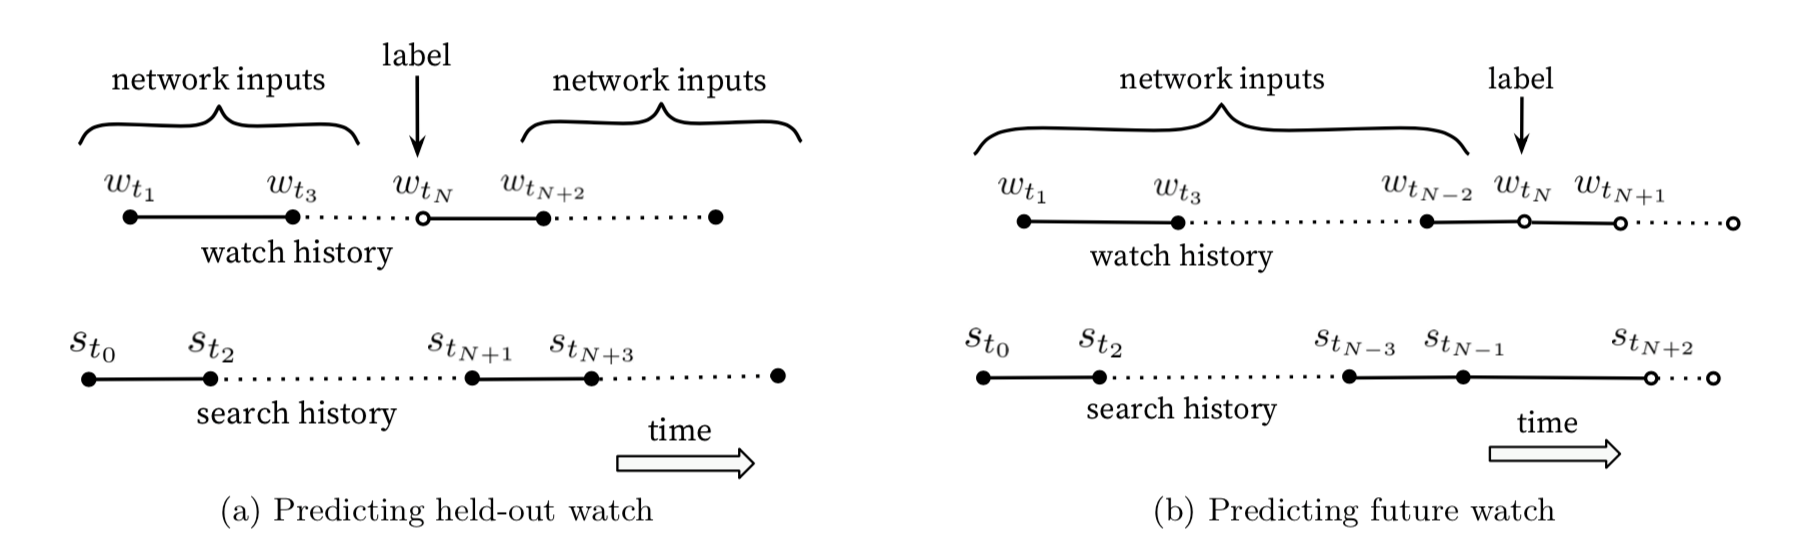 label
network inputs
network inputs
w_{t_1} w_{t_3} w_{t_N} w_{t_{N+2}}
watch history
s_{t_0} s_{t_2} s_{t_{N+1}} s_{t_{N+3}}
search history
time
(a) Predicting held-out watch
network inputs
label
w_{t_1} w_{t_3} w_{t_{N-2}} w_{t_N} w_{t_{N+1}}
watch history
s_{t_0} s_{t_2} s_{t_{N-3}} s_{t_{N-1}} s_{t_{N+2}}
search history
time
(b) Predicting future watch